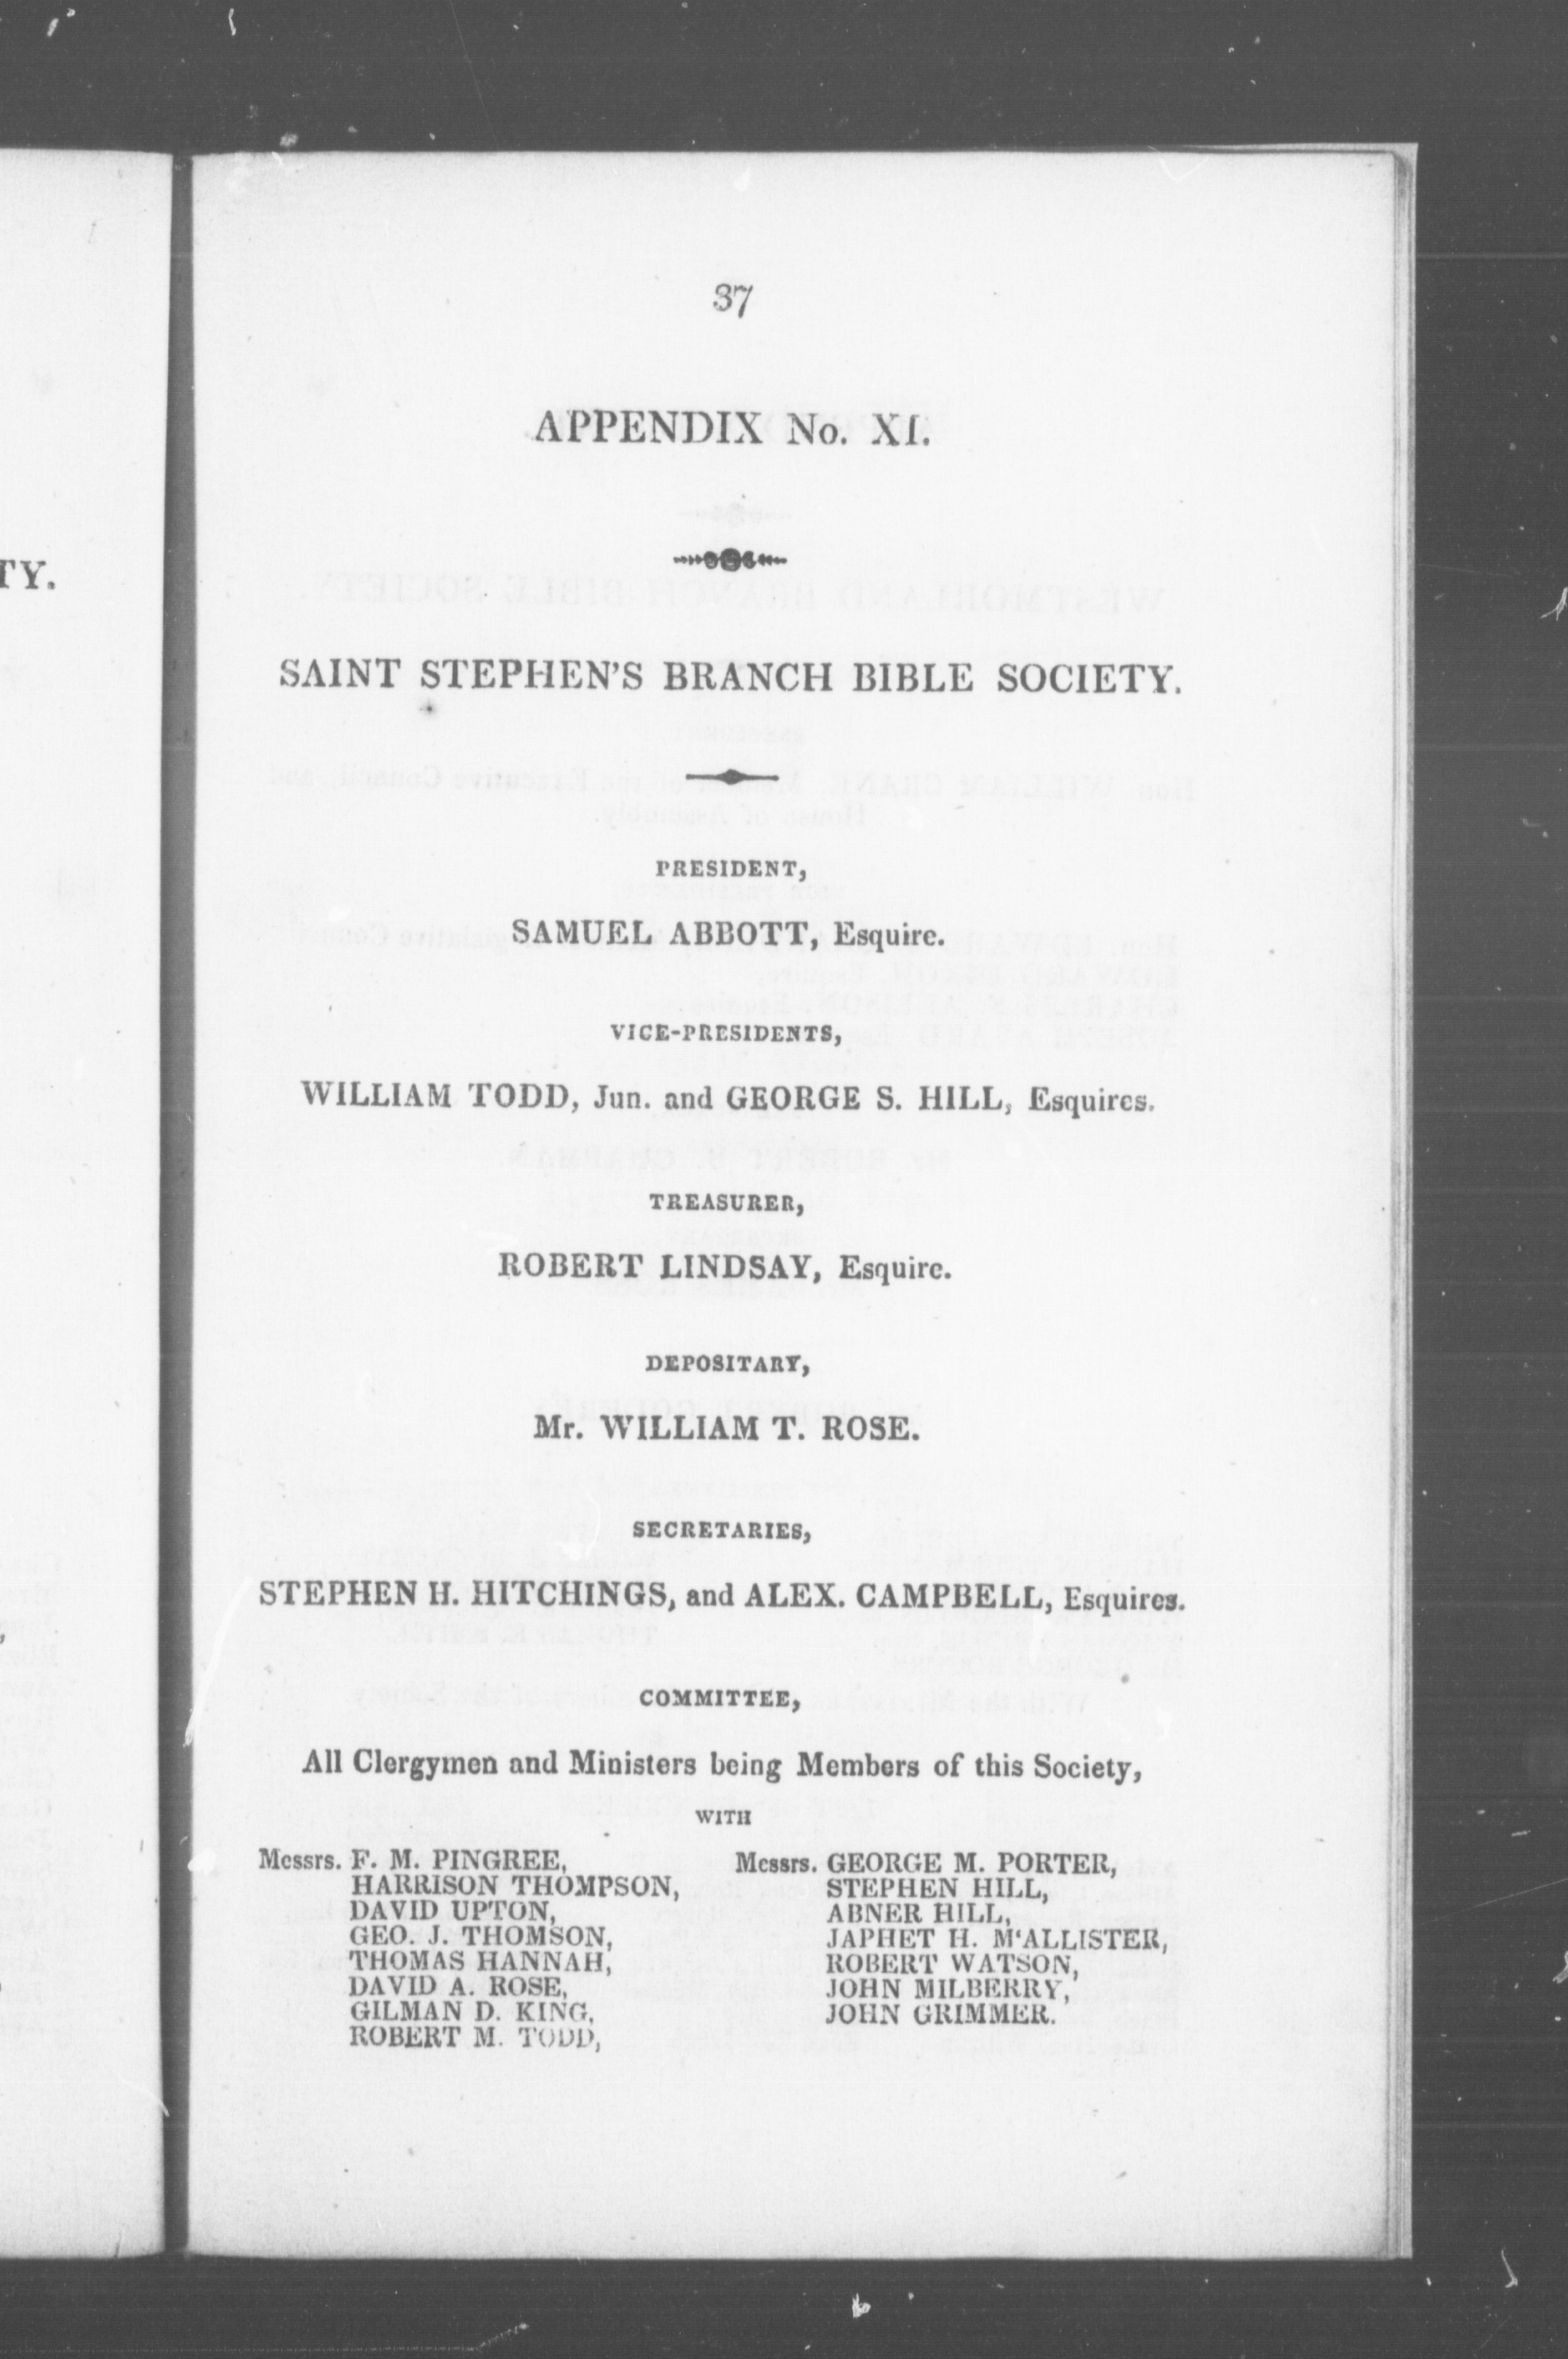 37
APPENDIX No. XI.
SAINT STEPHEN'S BRANCH BIBLE SOCIETY.
PRESIDENT,
SAMUEL ABBOTT, Esquire.
VICE-PRESIDENTS,
WILLIAM TODD, Jun. and GEORGE S. HILL, Esquires.
TREASURER,
ROBERT LINDSAY, Esquire.
DEPOSITARY,
Mr. WILLIAM T. ROSE.
SECRETARIES,
STEPHEN H. HITCHINGS, and ALEX. CAMPBELL, Esquires.
COMMITTEE,
All Clergymen and Ministers being Members of this Society,
WITH
Messrs. F. M. PINGREE,
HARRISON THOMPSON,
DAVID UPTON,
GEO. J. THOMSON,
THOMAS HANNAH,
DAVID A. ROSE,
GILMAN D. KING,
ROBERT M. TODD,
Messrs. GEORGE M. PORTER,
STEPHEN HILL,
ABNER HILL,
JAPHET H. M‘ALLISTER,
ROBERT WATSON,
JOHN MILBERRY,
JOHN GRIMMER.